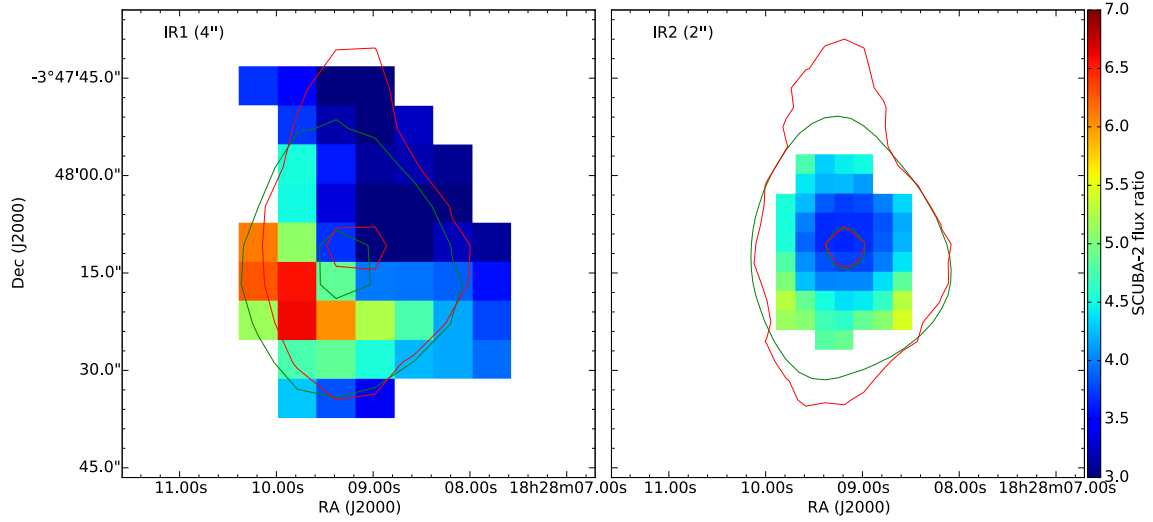 IR1 (4")
IR2 (2")
7.0
6.5
6.0
5.5
5.0
4.5
4.0
3.5
3.0
SCUBA-2 flux ratio
-3°47'45.0"
48'00.0"
15.0"
30.0"
45.0"
Dec (J2000)
11.00s 10.00s 09.00s 08.00s 18h28m07.00s
RA (J2000)
11.00s 10.00s 09.00s 08.00s 18h28m07.00s
RA (J2000)